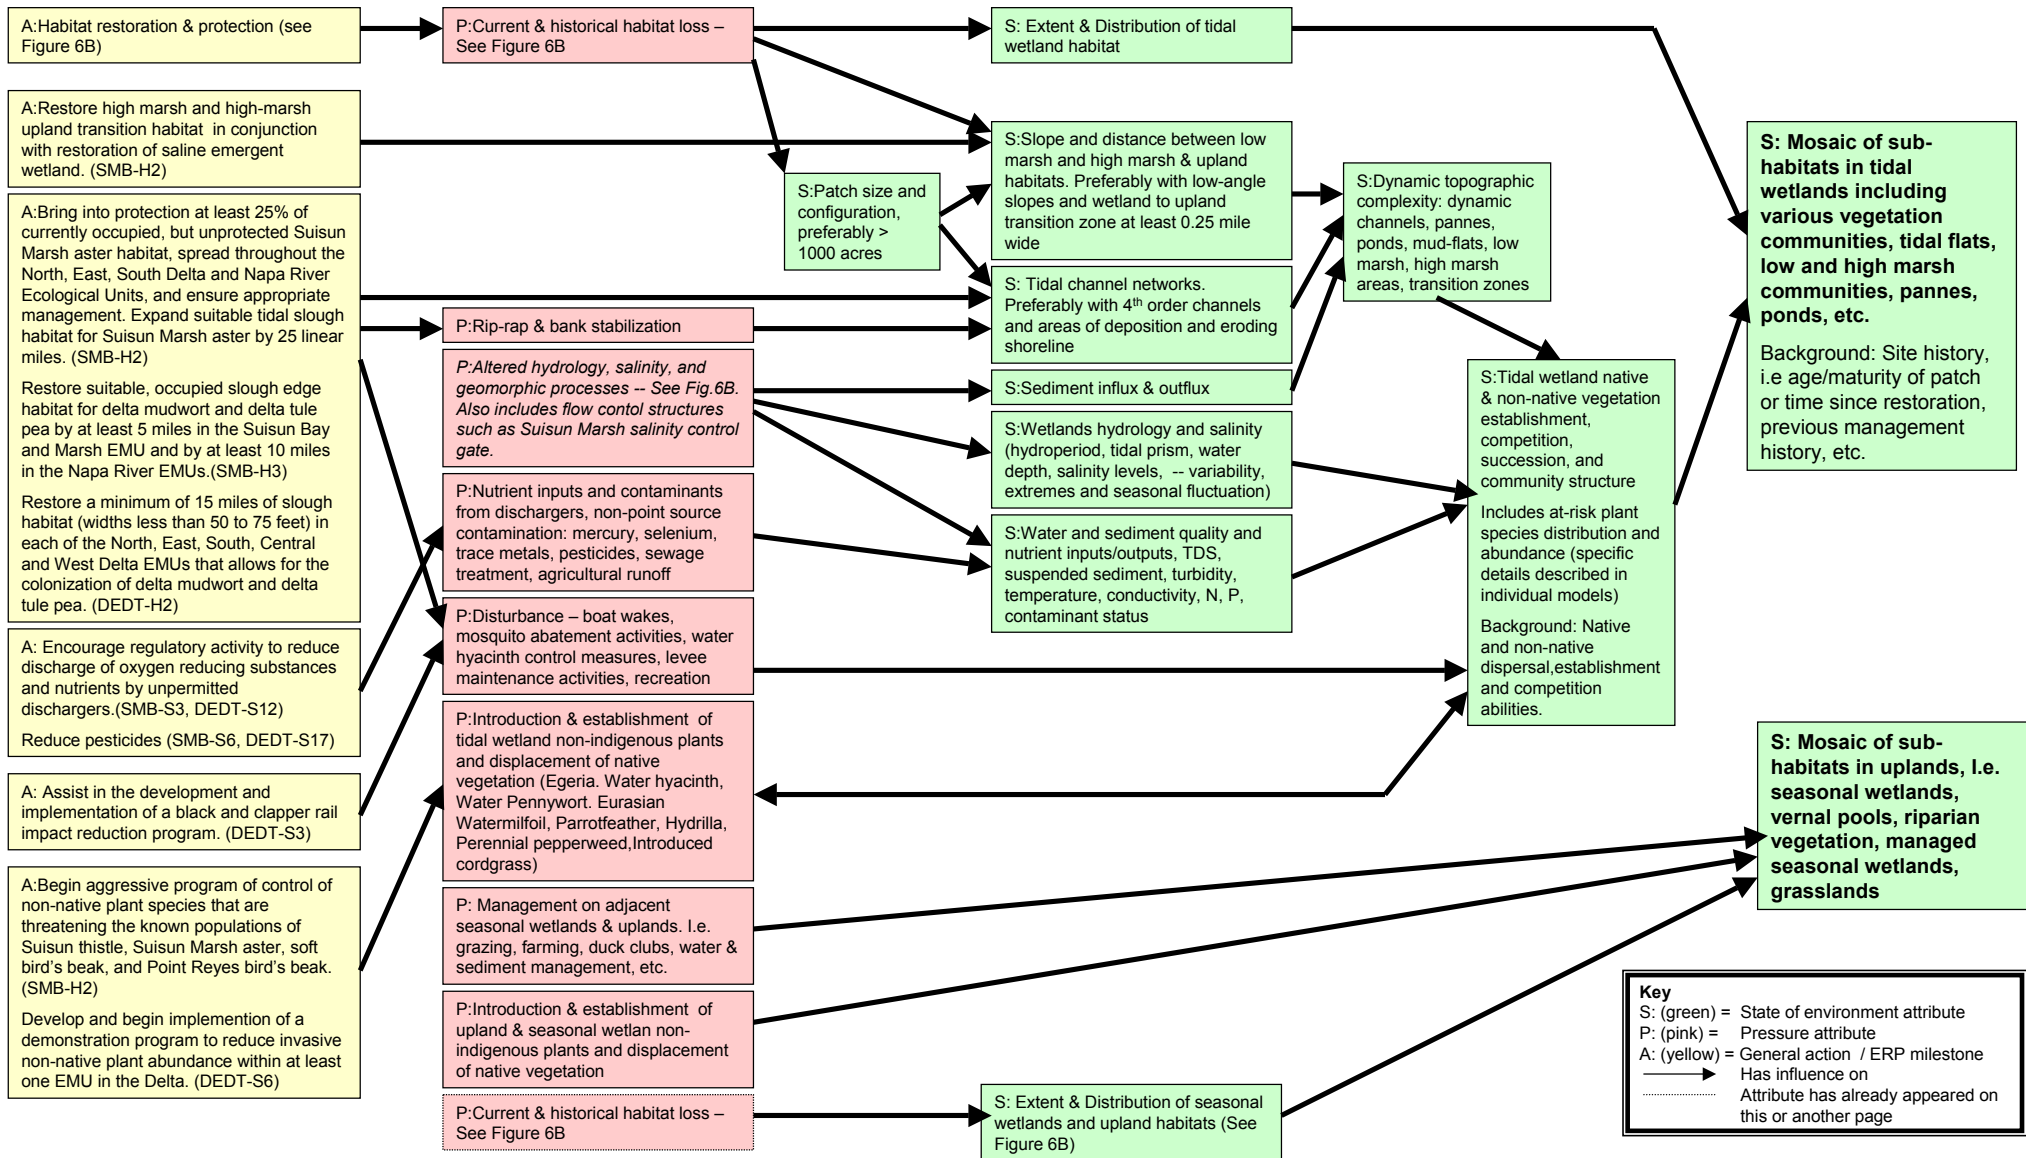 A:Habitat restoration & protection (see
Figure 6B)
A:Restore high marsh and high-marsh
upland transition habitat in conjunction
with restoration of saline emergent
wetland. (SMB-H2)
A:Bring into protection at least 25% of
currently occupied, but unprotected Suisun
Marsh aster habitat, spread throughout the
North, East, South Delta and Napa River
Ecological Units, and ensure appropriate
management. Expand suitable tidal slough
habitat for Suisun Marsh aster by 25 linear
miles. (SMB-H2)
Restore suitable, occupied slough edge
habitat for delta mudwort and delta tule
pea by at least 5 miles in the Suisun Bay
and Marsh EMU and by at least 10 miles
in the Napa River EMUs.(SMB-H3)
Restore a minimum of 15 miles of slough
habitat (widths less than 50 to 75 feet) in
each of the North, East, South, Central
and West Delta EMUs that allows for the
colonization of delta mudwort and delta
tule pea. (DEDT-H2)
A: Encourage regulatory activity to reduce
discharge of oxygen reducing substances
and nutrients by unpermitted
dischargers.(SMB-S3, DEDT-S12)
Reduce pesticides (SMB-S6, DEDT-S17)
A: Assist in the development and
implementation of a black and clapper rail
impact reduction program. (DEDT-S3)
A:Begin aggressive program of control of
non-native plant species that are
threatening the known populations of
Suisun thistle, Suisun Marsh aster, soft
bird's beak, and Point Reyes bird's beak.
(SMB-H2)
Develop and begin implemention of a
demonstration program to reduce invasive
non-native plant abundance within at least
one EMU in the Delta. (DEDT-S6)
P:Current & historical habitat loss –
See Figure 6B
P:Rip-rap & bank stabilization
P:Altered hydrology, salinity, and
geomorphic processes -- See Fig.6B.
Also includes flow contol structures
such as Suisun Marsh salinity control
gate.
P:Nutrient inputs and contaminants
from dischargers, non-point source
contamination: mercury, selenium,
trace metals, pesticides, sewage
treatment, agricultural runoff
P:Disturbance – boat wakes,
mosquito abatement activities, water
hyacinth control measures, levee
maintenance activities, recreation
P:Introduction & establishment of
tidal wetland non-indigenous plants
and displacement of native
vegetation (Egeria. Water hyacinth,
Water Pennywort. Eurasian
Watermilfoil, Parrotfeather, Hydrilla,
Perennial pepperweed,Introduced
cordgrass)
P: Management on adjacent
seasonal wetlands & uplands. I.e.
grazing, farming, duck clubs, water &
sediment management, etc.
P:Introduction & establishment of
upland & seasonal wetlan non-
indigenous plants and displacement
of native vegetation
P:Current & historical habitat loss –
See Figure 6B
S:Patch size and
configuration,
preferably >
1000 acres
S: Extent & Distribution of tidal
wetland habitat
S:Slope and distance between low
marsh and high marsh & upland
habitats. Preferably with low-angle
slopes and wetland to upland
transition zone at least 0.25 mile
wide
S: Tidal channel networks.
Preferably with 4th order channels
and areas of deposition and eroding
shoreline
S:Sediment influx & outflux
S:Wetlands hydrology and salinity
(hydroperiod, tidal prism, water
depth, salinity levels, -- variability,
extremes and seasonal fluctuation)
S:Water and sediment quality and
nutrient inputs/outputs, TDS,
suspended sediment, turbidity,
temperature, conductivity, N, P,
contaminant status
S: Extent & Distribution of seasonal
wetlands and upland habitats (See
Figure 6B)
S:Dynamic topographic
complexity: dynamic
channels, pannes,
ponds, mud-flats, low
marsh, high marsh
areas, transition zones
S:Tidal wetland native
& non-native vegetation
establishment,
competition,
succession, and
community structure
Includes at-risk plant
species distribution and
abundance (specific
details described in
individual models)
Background: Native
and non-native
dispersal,establishment
and competition
abilities.
S: Mosaic of sub-
habitats in tidal
wetlands including
various vegetation
communities, tidal flats,
low and high marsh
communities, pannes,
ponds, etc.
Background: Site history,
i.e age/maturity of patch
or time since restoration,
previous management
history, etc.
S: Mosaic of sub-
habitats in uplands, I.e.
seasonal wetlands,
vernal pools, riparian
vegetation, managed
seasonal wetlands,
grasslands
Key
S: (green) = State of environment attribute
P: (pink) = Pressure attribute
A: (yellow) = General action / ERP milestone
Has influence on
Attribute has already appeared on
this or another page